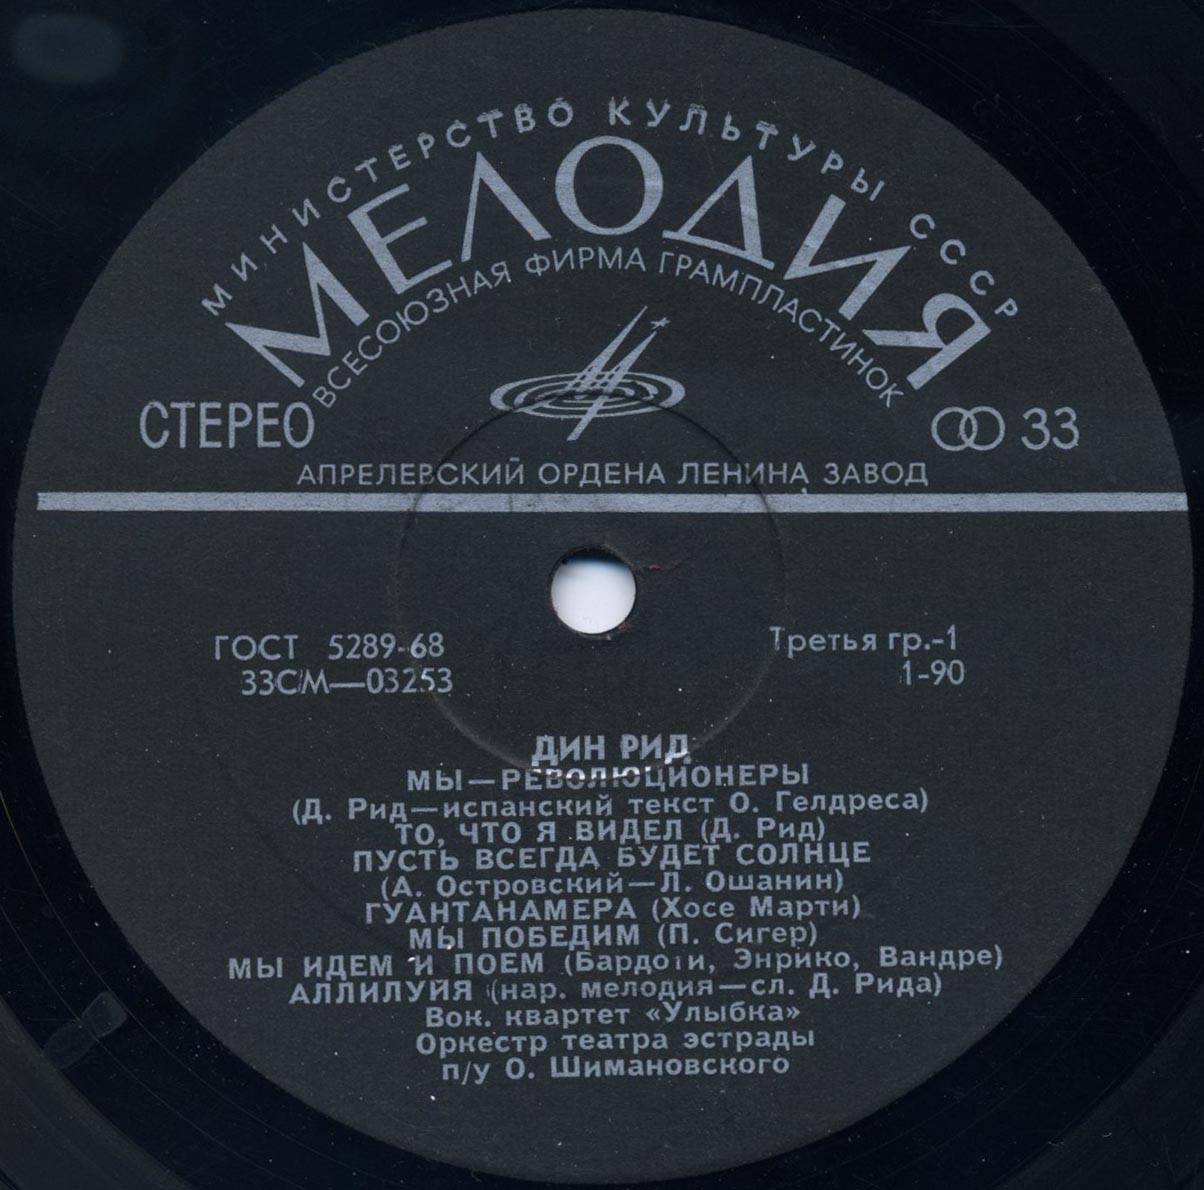 МИНИСТЕРСТВО КУЛЬТУРЫ СССР
МЕЛОДИЯ
ВСЕСОЮЗНАЯ ФИРМА ГРАМПЛАСТИНОК
СТЕРЕО 33
АПРЕЛЕВСКИЙ ОРДЕНА ЛЕНИНА ЗАВОД
ГОСТ 5289-68 Третья гр.-1
33С/М—03253 1-90
ДИН РИД
МЫ—РЕВОЛЮЦИОНЕРЫ
(Д. Рид—испанский текст О. Гелдреса)
ТО, ЧТО Я ВИДЕЛ (Д. Рид)
ПУСТЬ ВСЕГДА БУДЕТ СОЛНЦЕ
(А. Островский—Л. Ошанин)
ГУАНТАНАМЕРА (Хосе Марти)
МЫ ПОБЕДИМ (П. Сигер)
МЫ ИДЕМ И ПОЕМ (Бардоти, Энрико, Вандре)
АЛЛИЛУИЯ (нар. мелодия—сл. Д. Рида)
Вок. квартет «Улыбка»
Оркестр театра эстрады
п/у О. Шимановского